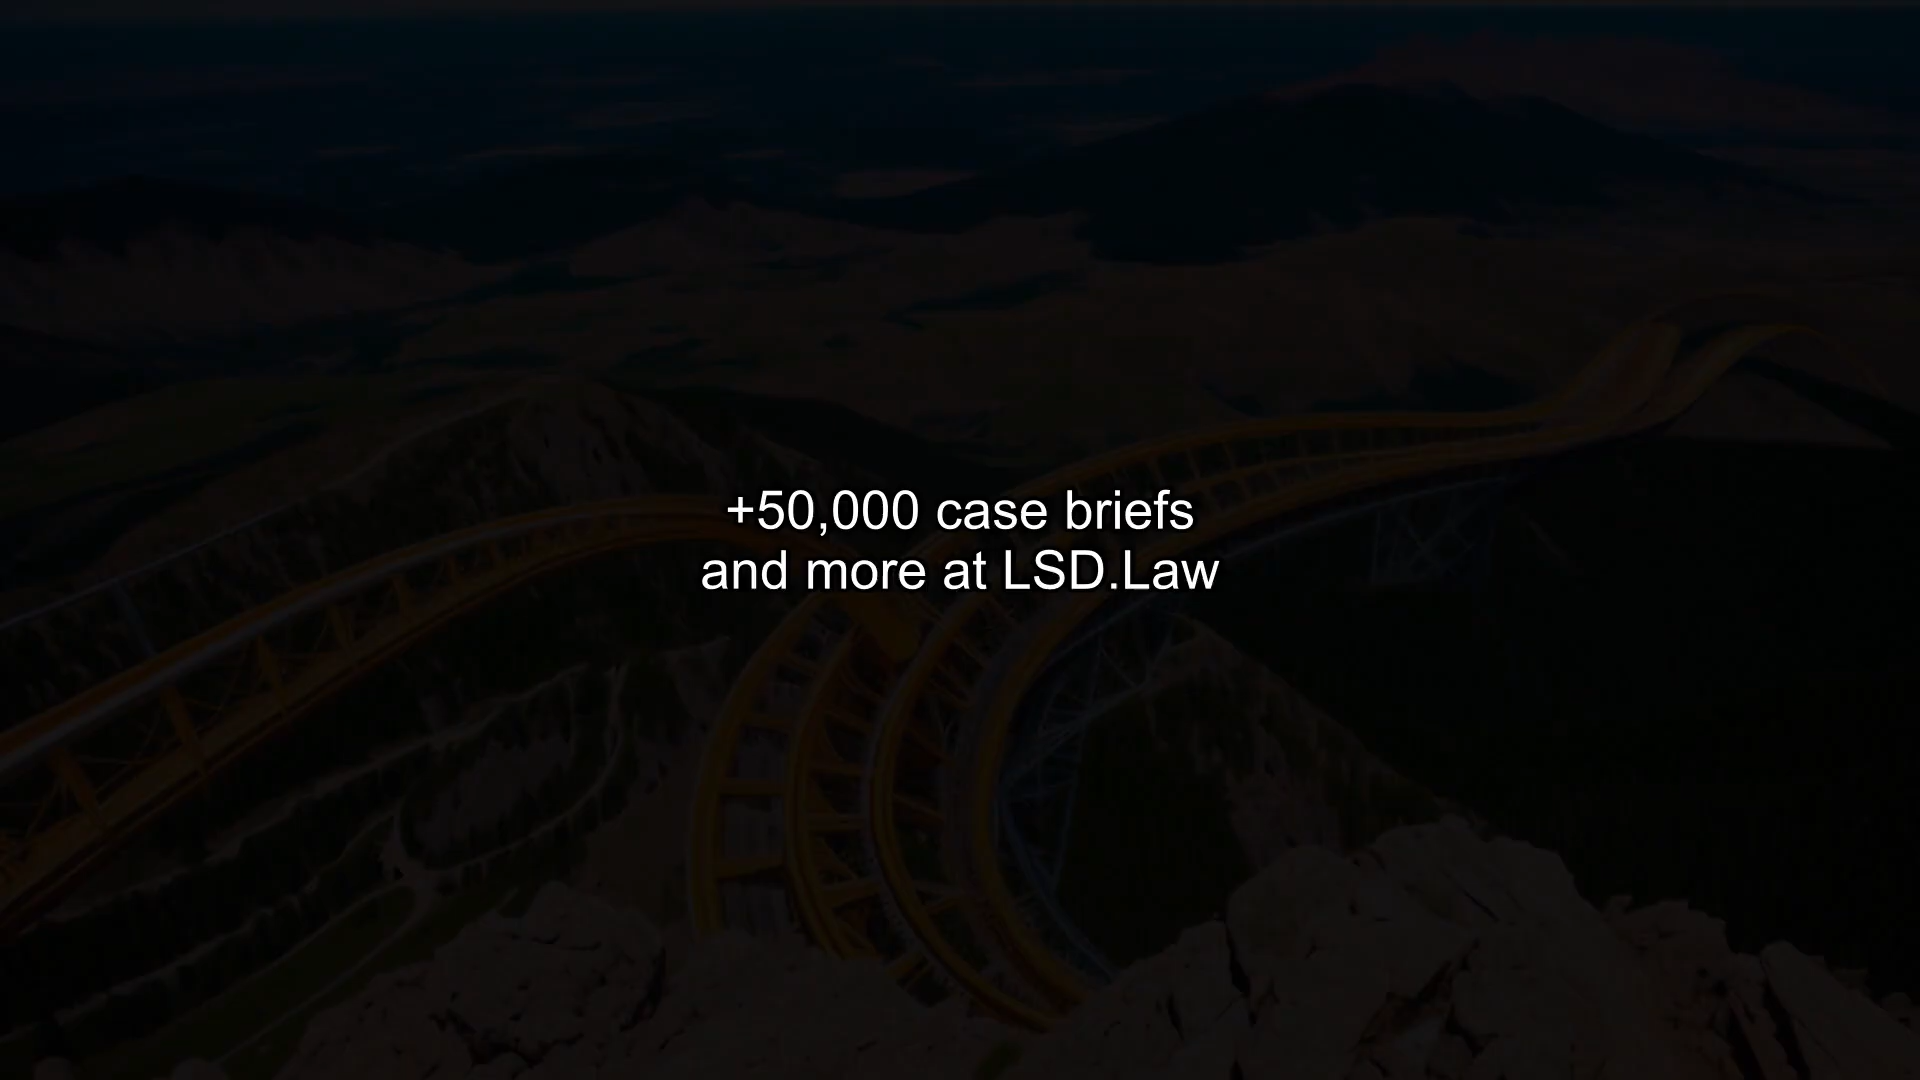 +50,000 case briefs
and more at LSD.Law